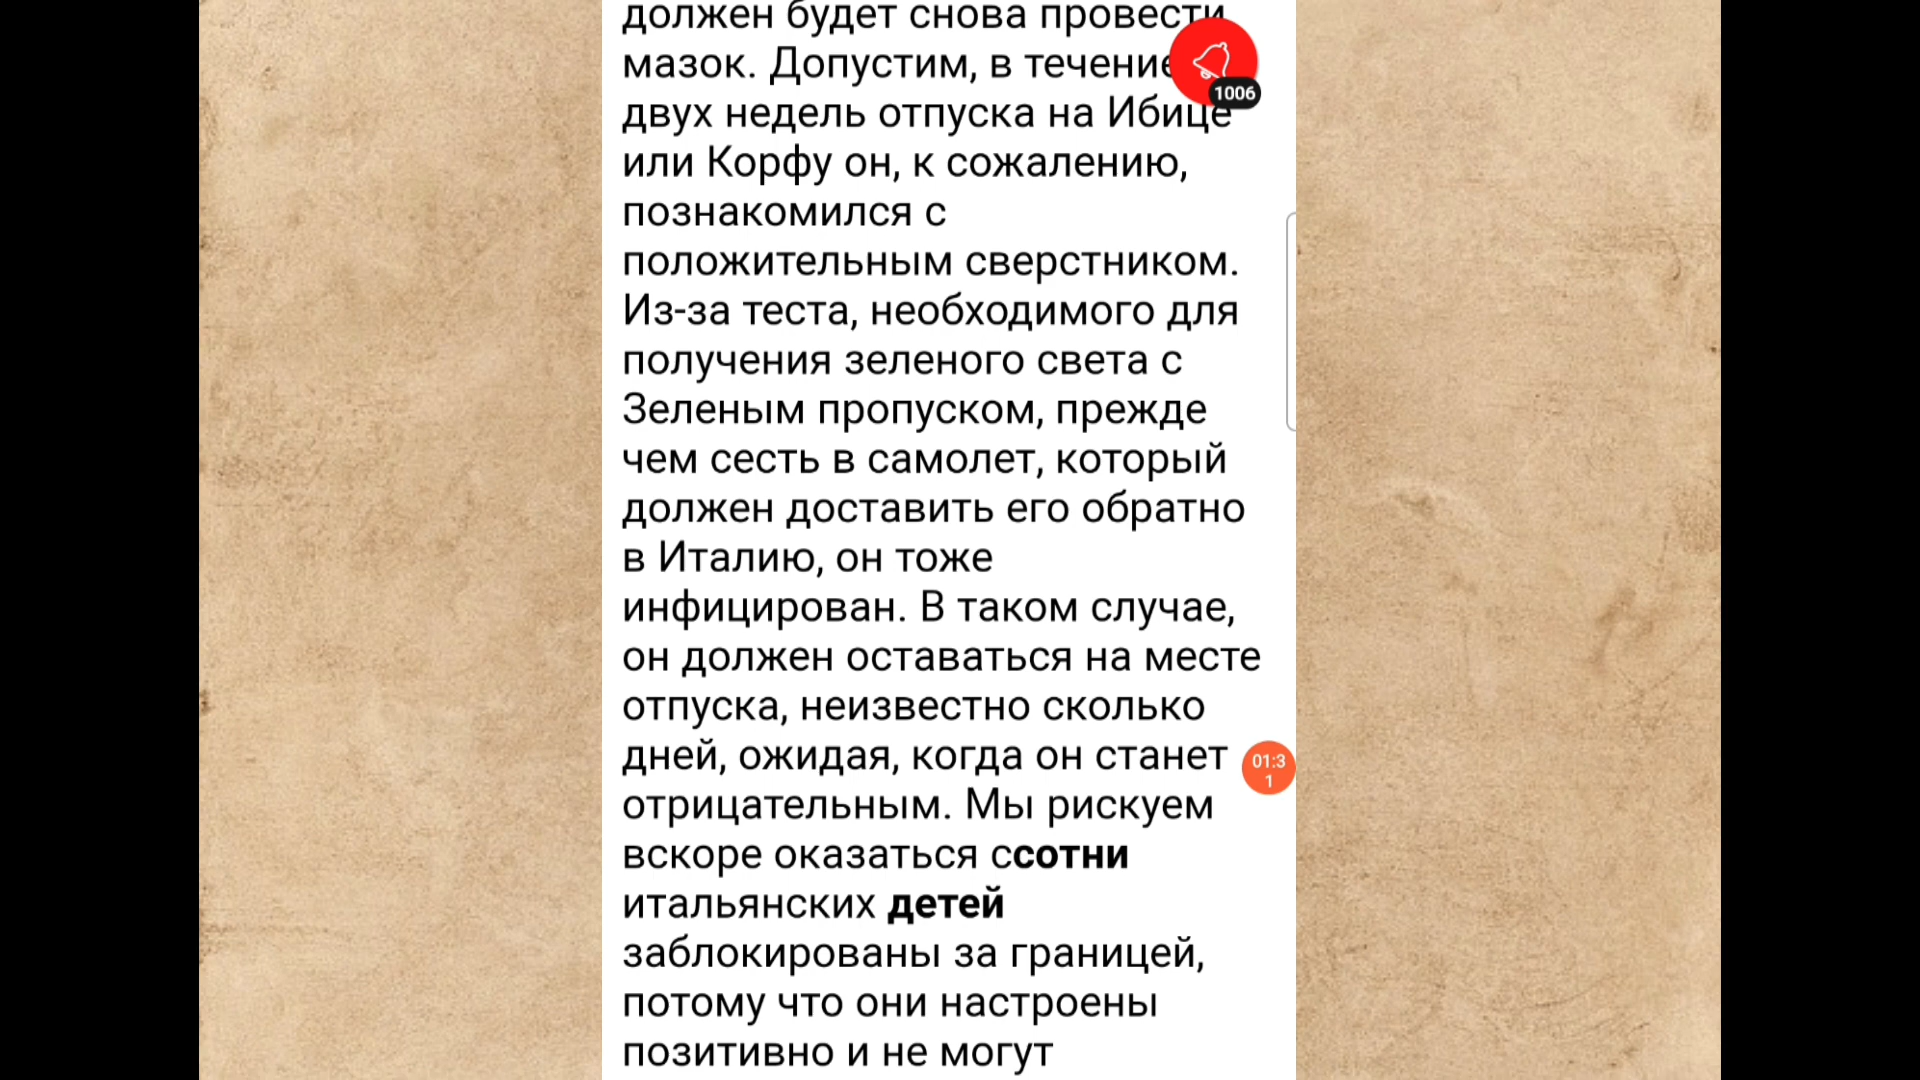 должен будет снова провести
мазок. Допустим, в течение
1006
двух недель отпуска на Ибице
или Корфу он, к сожалению,
познакомился с
положительным сверстником.
Из-за теста, необходимого для
получения зеленого света с
Зеленым пропуском, прежде
чем сесть в самолет, который
должен доставить его обратно
в Италию, он тоже
инфицирован. В таком случае,
он должен оставаться на месте
отпуска, неизвестно сколько
дней, ожидая, когда он станет
01:3
1
отрицательным. Мы рискуем
вскоре оказаться ссотни
итальянских детей
заблокированы за границей,
потому что они настроены
позитивно и не могут